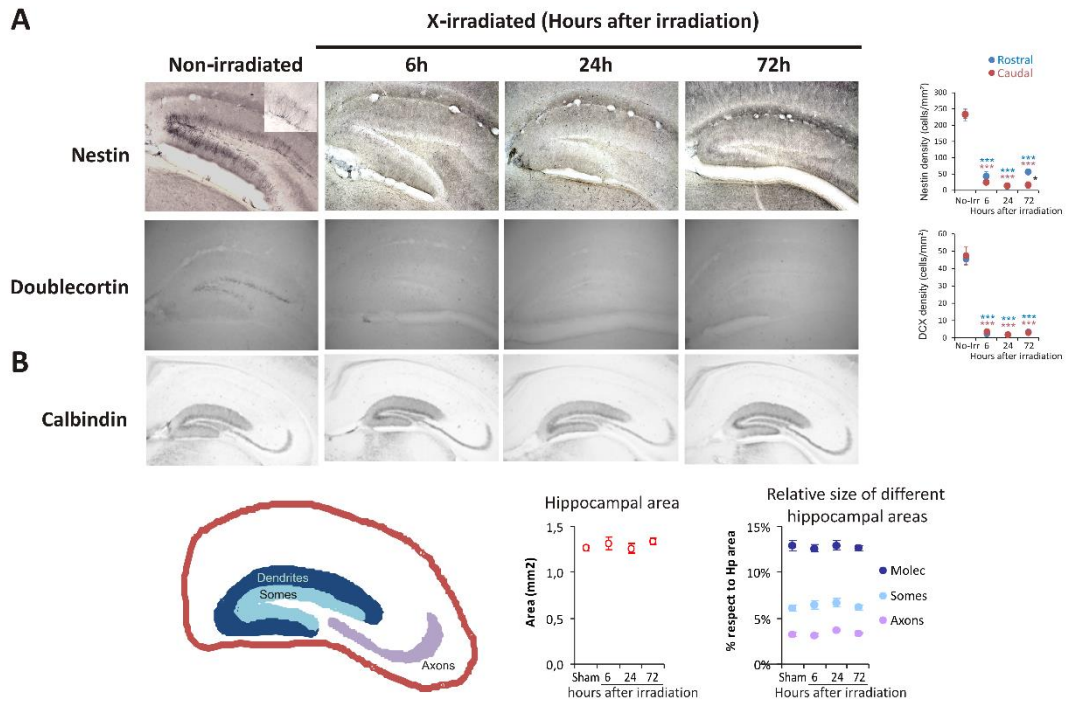 A
X-irradiated (Hours after irradiation)
Non-irradiated
6h
24h
72h
Nestin
Rostral
Caudal
Nestin density (cells/mm²)
300
250
200
150
100
50
0
***
***
***
***
***
***
*
No-Irr 6 24 72
Hours after irradiation
Doublecortin
DCX density (cells/mm²)
60
50
40
30
20
10
0
*** *** ***
*** *** ***
No-Irr 6 24 72
Hours after irradiation
B
Calbindin
Dendrites
Somes
Axons
Hippocampal area
Area (mm2)
1,5
1,0
0,5
0,0
Sham 6 24 72
hours after irradiation
Relative size of different
hippocampal areas
% respect to Hp area
15%
10%
5%
0%
Molec
Somes
Axons
Sham 6 24 72
Hours after irradiation